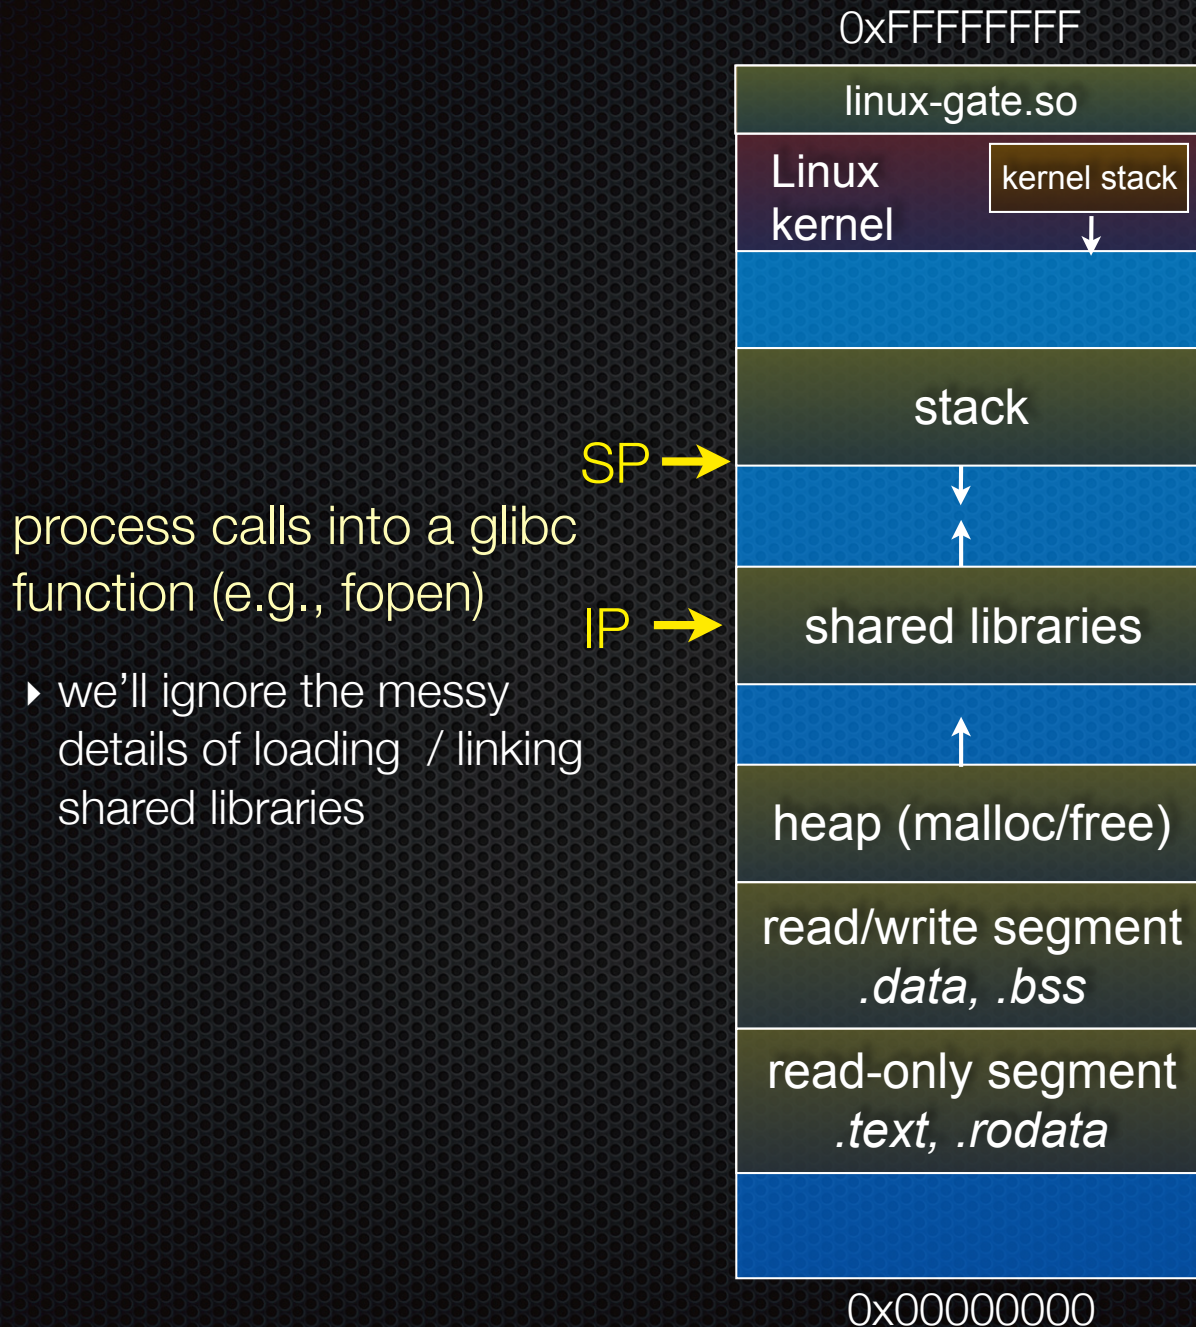 0xFFFFFFFF
linux-gate.so
Linux
kernel
kernel stack
stack
SP
process calls into a glibc
function (e.g., fopen)
IP
shared libraries
▸ we’ll ignore the messy
details of loading / linking
shared libraries
heap (malloc/free)
read/write segment
.data, .bss
read-only segment
.text, .rodata
0x00000000